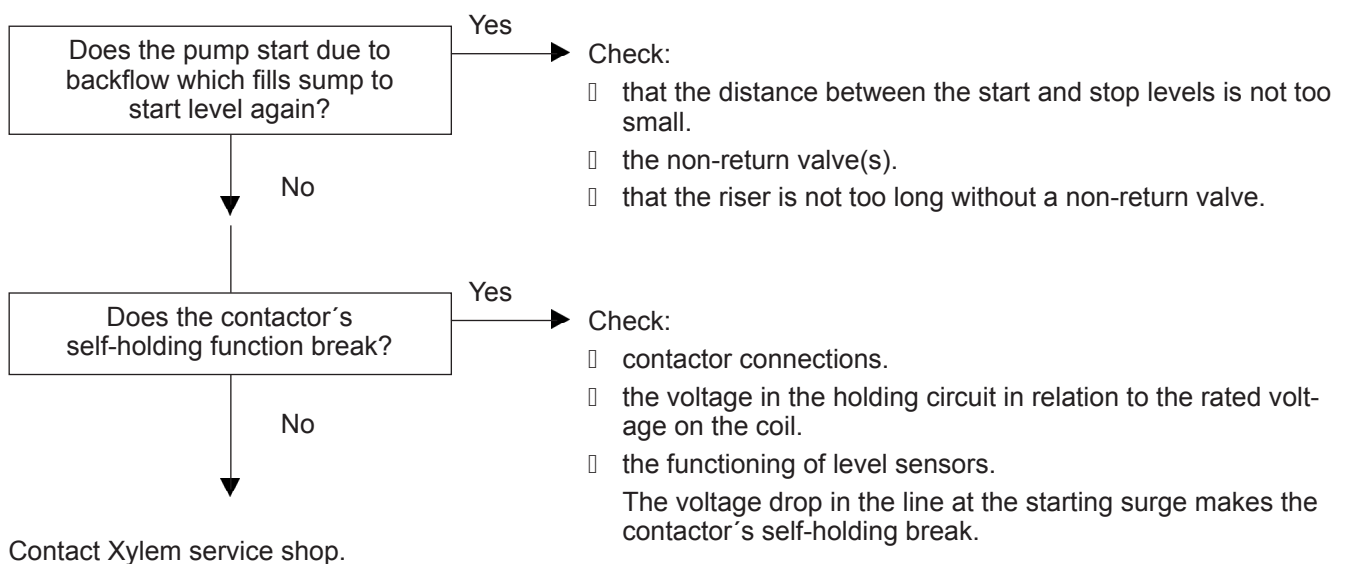 Does the pump start due to
backflow which fills sump to
start level again?
Yes
Check:
that the distance between the start and stop levels is not too
small.
the non-return valve(s).
that the riser is not too long without a non-return valve.
No
Does the contactor´s
self-holding function break?
Yes
Check:
contactor connections.
the voltage in the holding circuit in relation to the rated volt-
age on the coil.
the functioning of level sensors.
The voltage drop in the line at the starting surge makes the
contactor´s self-holding break.
No
Contact Xylem service shop.